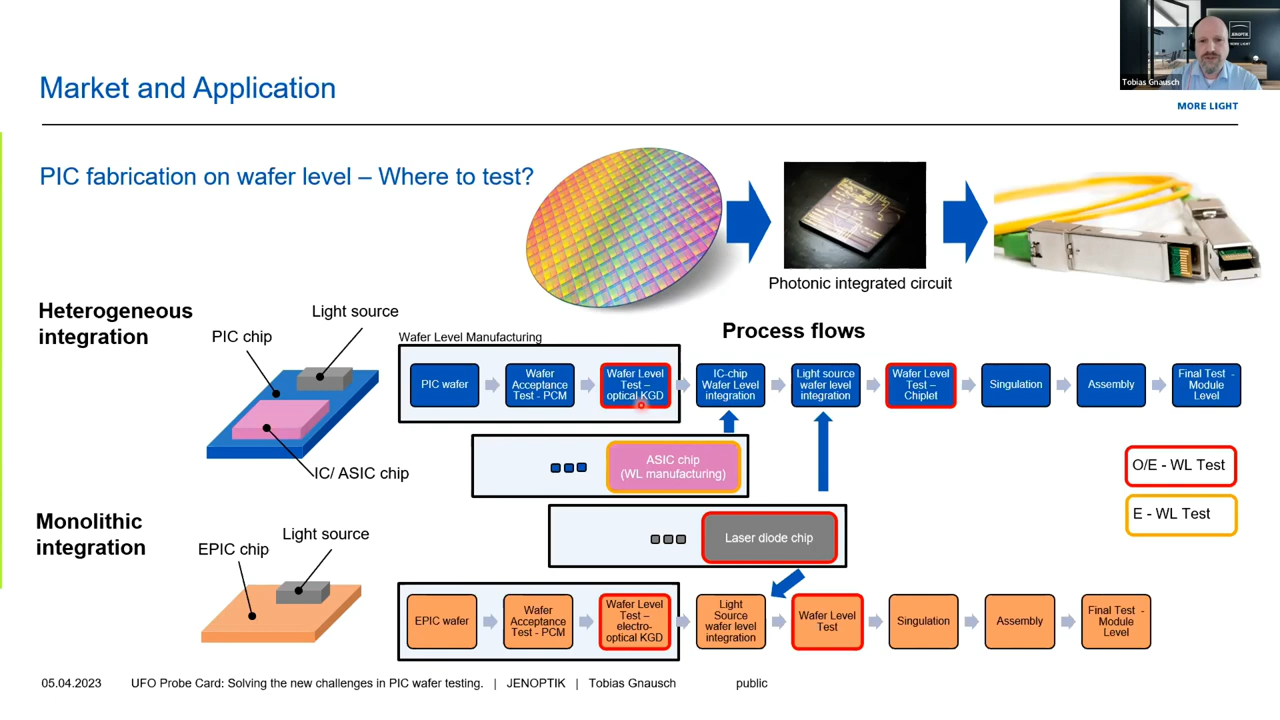 Tobias Gnausch
JENOPTIK
MORE LIGHT
Market and Application
MORE LIGHT
PIC fabrication on wafer level – Where to test?
Photonic integrated circuit
Heterogeneous
integration
PIC chip
Light source
IC/ ASIC chip
Process flows
Wafer Level Manufacturing
PIC wafer
Wafer
Acceptance
Test - PCM
Wafer Level
Test –
optical KGD
IC-chip
Wafer Level
integration
Light source
wafer level
integration
Wafer Level
Test –
Chiplet
Singulation
Assembly
Final Test -
Module
Level
ASIC chip
(WL manufacturing)
O/E - WL Test
E - WL Test
Laser diode chip
Monolithic
integration
EPIC chip
Light source
EPIC wafer
Wafer
Acceptance
Test - PCM
Wafer Level
Test –
electro-
optical KGD
Light
Source
wafer level
integration
Wafer Level
Test
Singulation
Assembly
Final Test -
Module
Level
05.04.2023 UFO Probe Card: Solving the new challenges in PIC wafer testing. | JENOPTIK | Tobias Gnausch public